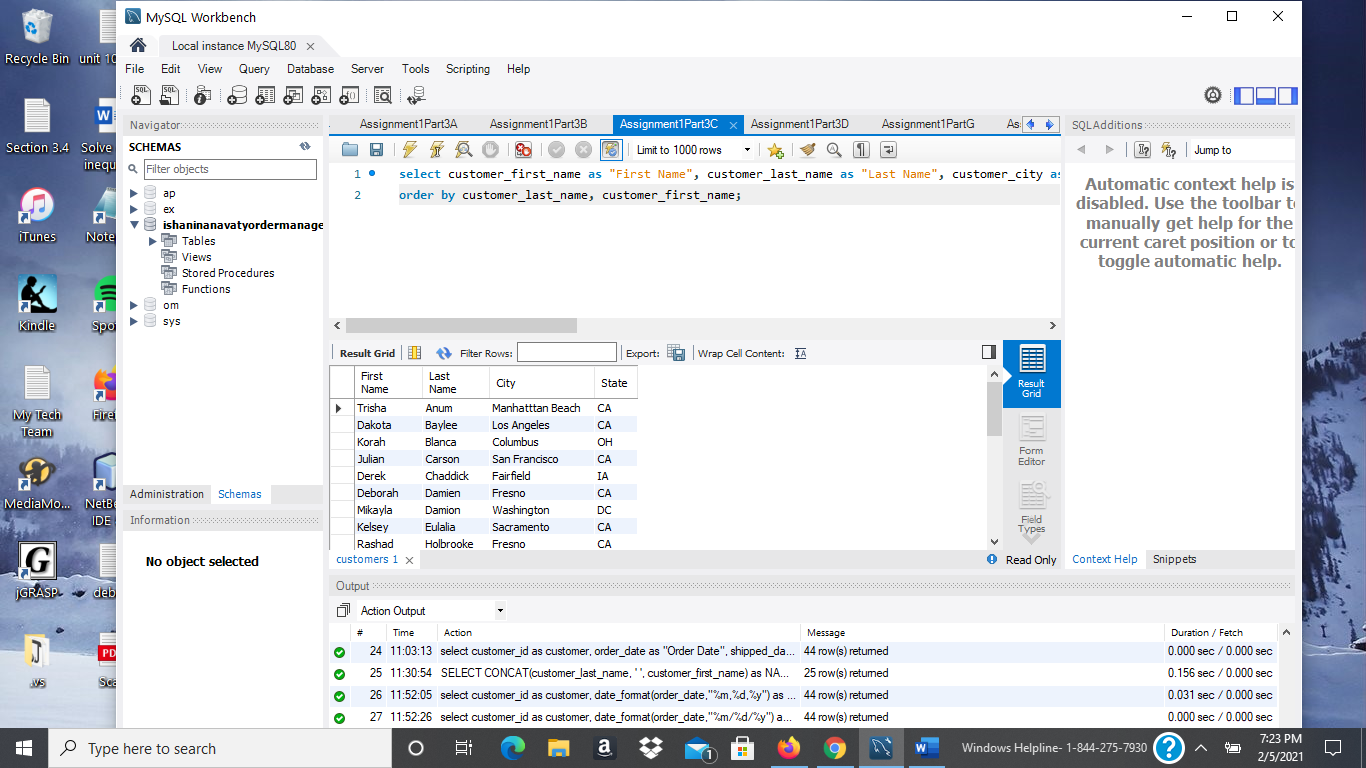 Recycle Bin
unit 10
Section 3.4
Solve
inequ
iTunes
Note
Kindle
Spot
My Tech
Team
Firef
MediaMo...
NetBe
IDE
G
jGRASP
deb
.vs
PDF
Sc
MySQL Workbench
Local instance MySQL80
File Edit View Query Database Server Tools Scripting Help
Navigator
SCHEMAS
Filter objects
ap
ex
ishaninanavatyordermanage
Tables
Views
Stored Procedures
Functions
om
sys
Administration Schemas
Information
No object selected
Assignment1Part3A Assignment1Part3B Assignment1Part3C Assignment1Part3D Assignment1PartG As
Limit to 1000 rows
1 select customer_first_name as "First Name", customer_last_name as "Last Name", customer_city as
2 order by customer_last_name, customer_first_name;
Result Grid Filter Rows: Export: Wrap Cell Content:
First Name Last Name City State
Trisha Anum Manhatttan Beach CA
Dakota Baylee Los Angeles CA
Korah Blanca Columbus OH
Julian Carson San Francisco CA
Derek Chaddick Fairfield IA
Deborah Damien Fresno CA
Mikayla Damion Washington DC
Kelsey Eulalia Sacramento CA
Rashad Holbrooke Fresno CA
Result
Grid
Form
Editor
Field
Types
customers 1
Read Only
SQLAdditions
Jump to
Automatic context help is
disabled. Use the toolbar to
manually get help for the
current caret position or to
toggle automatic help.
Context Help Snippets
Output
Action Output
# Time Action Message Duration / Fetch
24 11:03:13 select customer_id as customer, order_date as "Order Date", shipped_da... 44 row(s) returned 0.000 sec / 0.000 sec
25 11:30:54 SELECT CONCAT(customer_last_name, ' ', customer_first_name) as NA... 25 row(s) returned 0.156 sec / 0.000 sec
26 11:52:05 select customer_id as customer, date_format(order_date,"%m,%d,%y") as ... 44 row(s) returned 0.031 sec / 0.000 sec
27 11:52:26 select customer_id as customer, date_format(order_date,"%m/%d/%y") a... 44 row(s) returned 0.000 sec / 0.000 sec
Type here to search
1
Windows Helpline- 1-844-275-7930
7:23 PM
2/5/2021